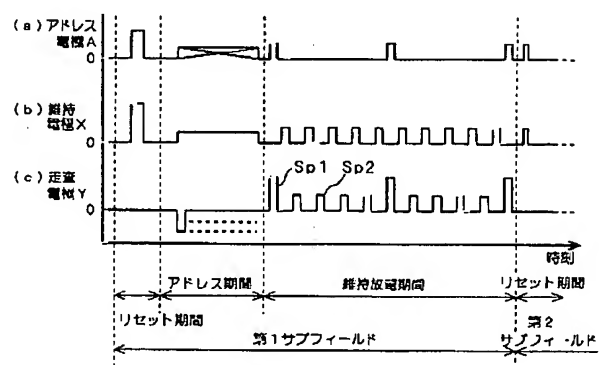 (a)アドレス
電極A
0
(b)維持
電極X
0
(c)走査
電極Y
0
Sp1
Sp2
時刻
アドレス期間
維持放電期間
リセット期間
リセット期間
第1サブフィールド
第2
サブフィールド